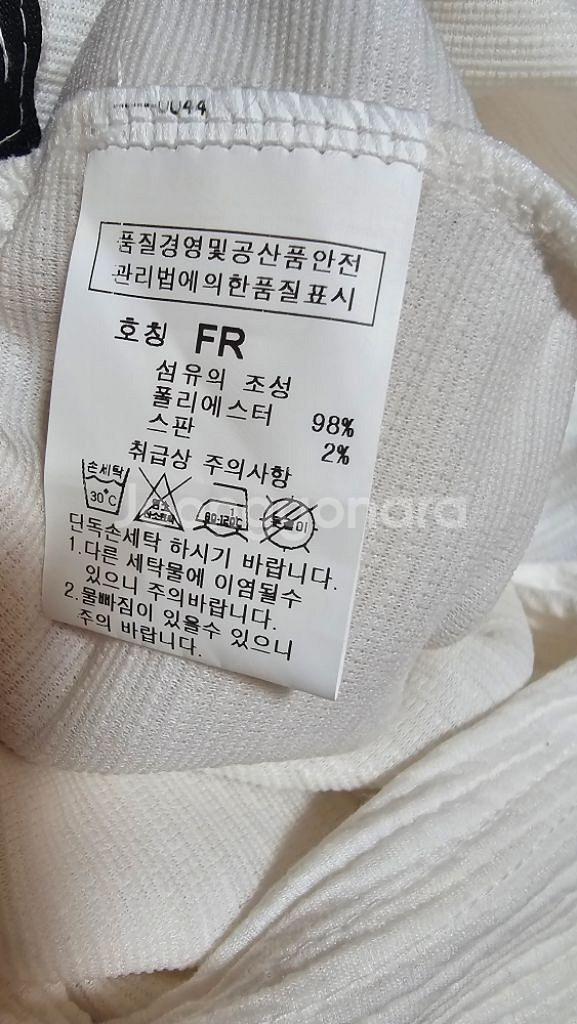 0044
품질경영및공산품안전
관리법에의한품질표시
호칭 FR
섬유의 조성
폴리에스터 98%
스판 2%
취급상 주의사항
손세탁
30°C
80-120°C
Joonggonara
단독손세탁 하시기 바랍니다.
1.다른 세탁물에 이염될수
있으니 주의바랍니다.
2.물빠짐이 있을수 있으니
주의 바랍니다.